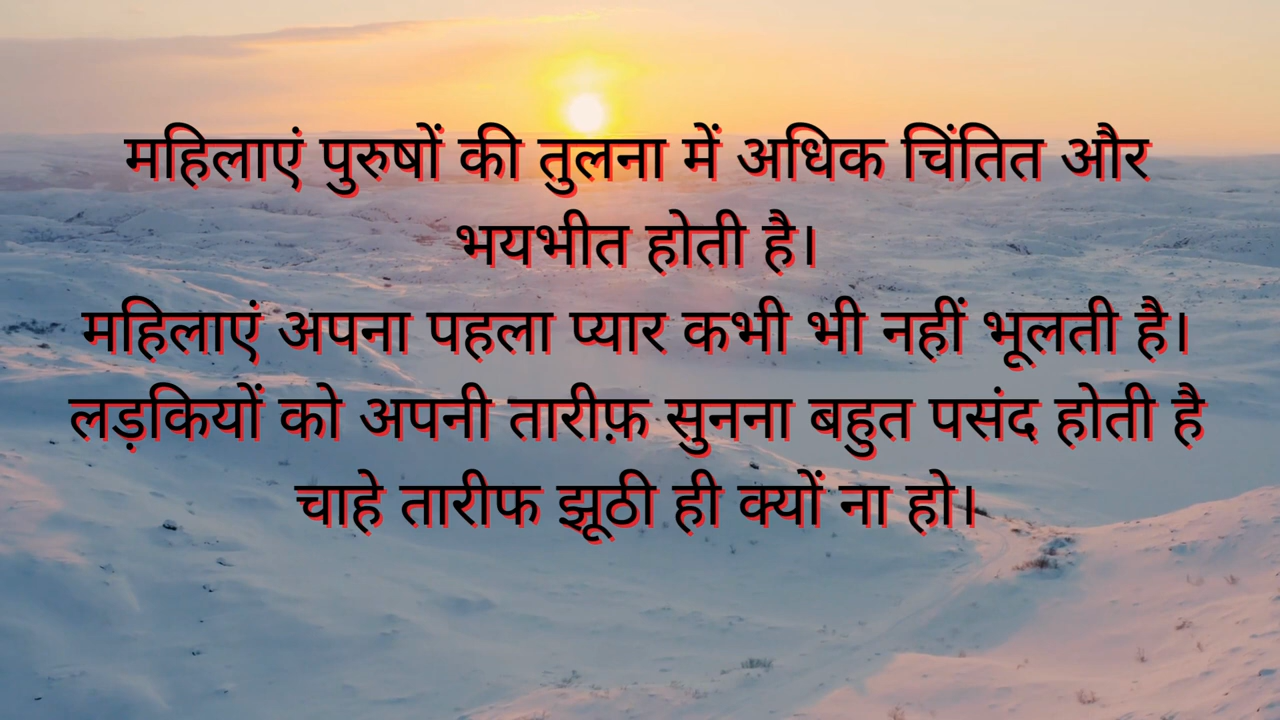 महिलाएं पुरुषों की तुलना में अधिक चिंतित और
भयभीत होती है।
महिलाएं अपना पहला प्यार कभी भी नहीं भूलती है।
लड़कियों को अपनी तारीफ़ सुनना बहुत पसंद होती है
चाहे तारीफ झूठी ही क्यों ना हो।